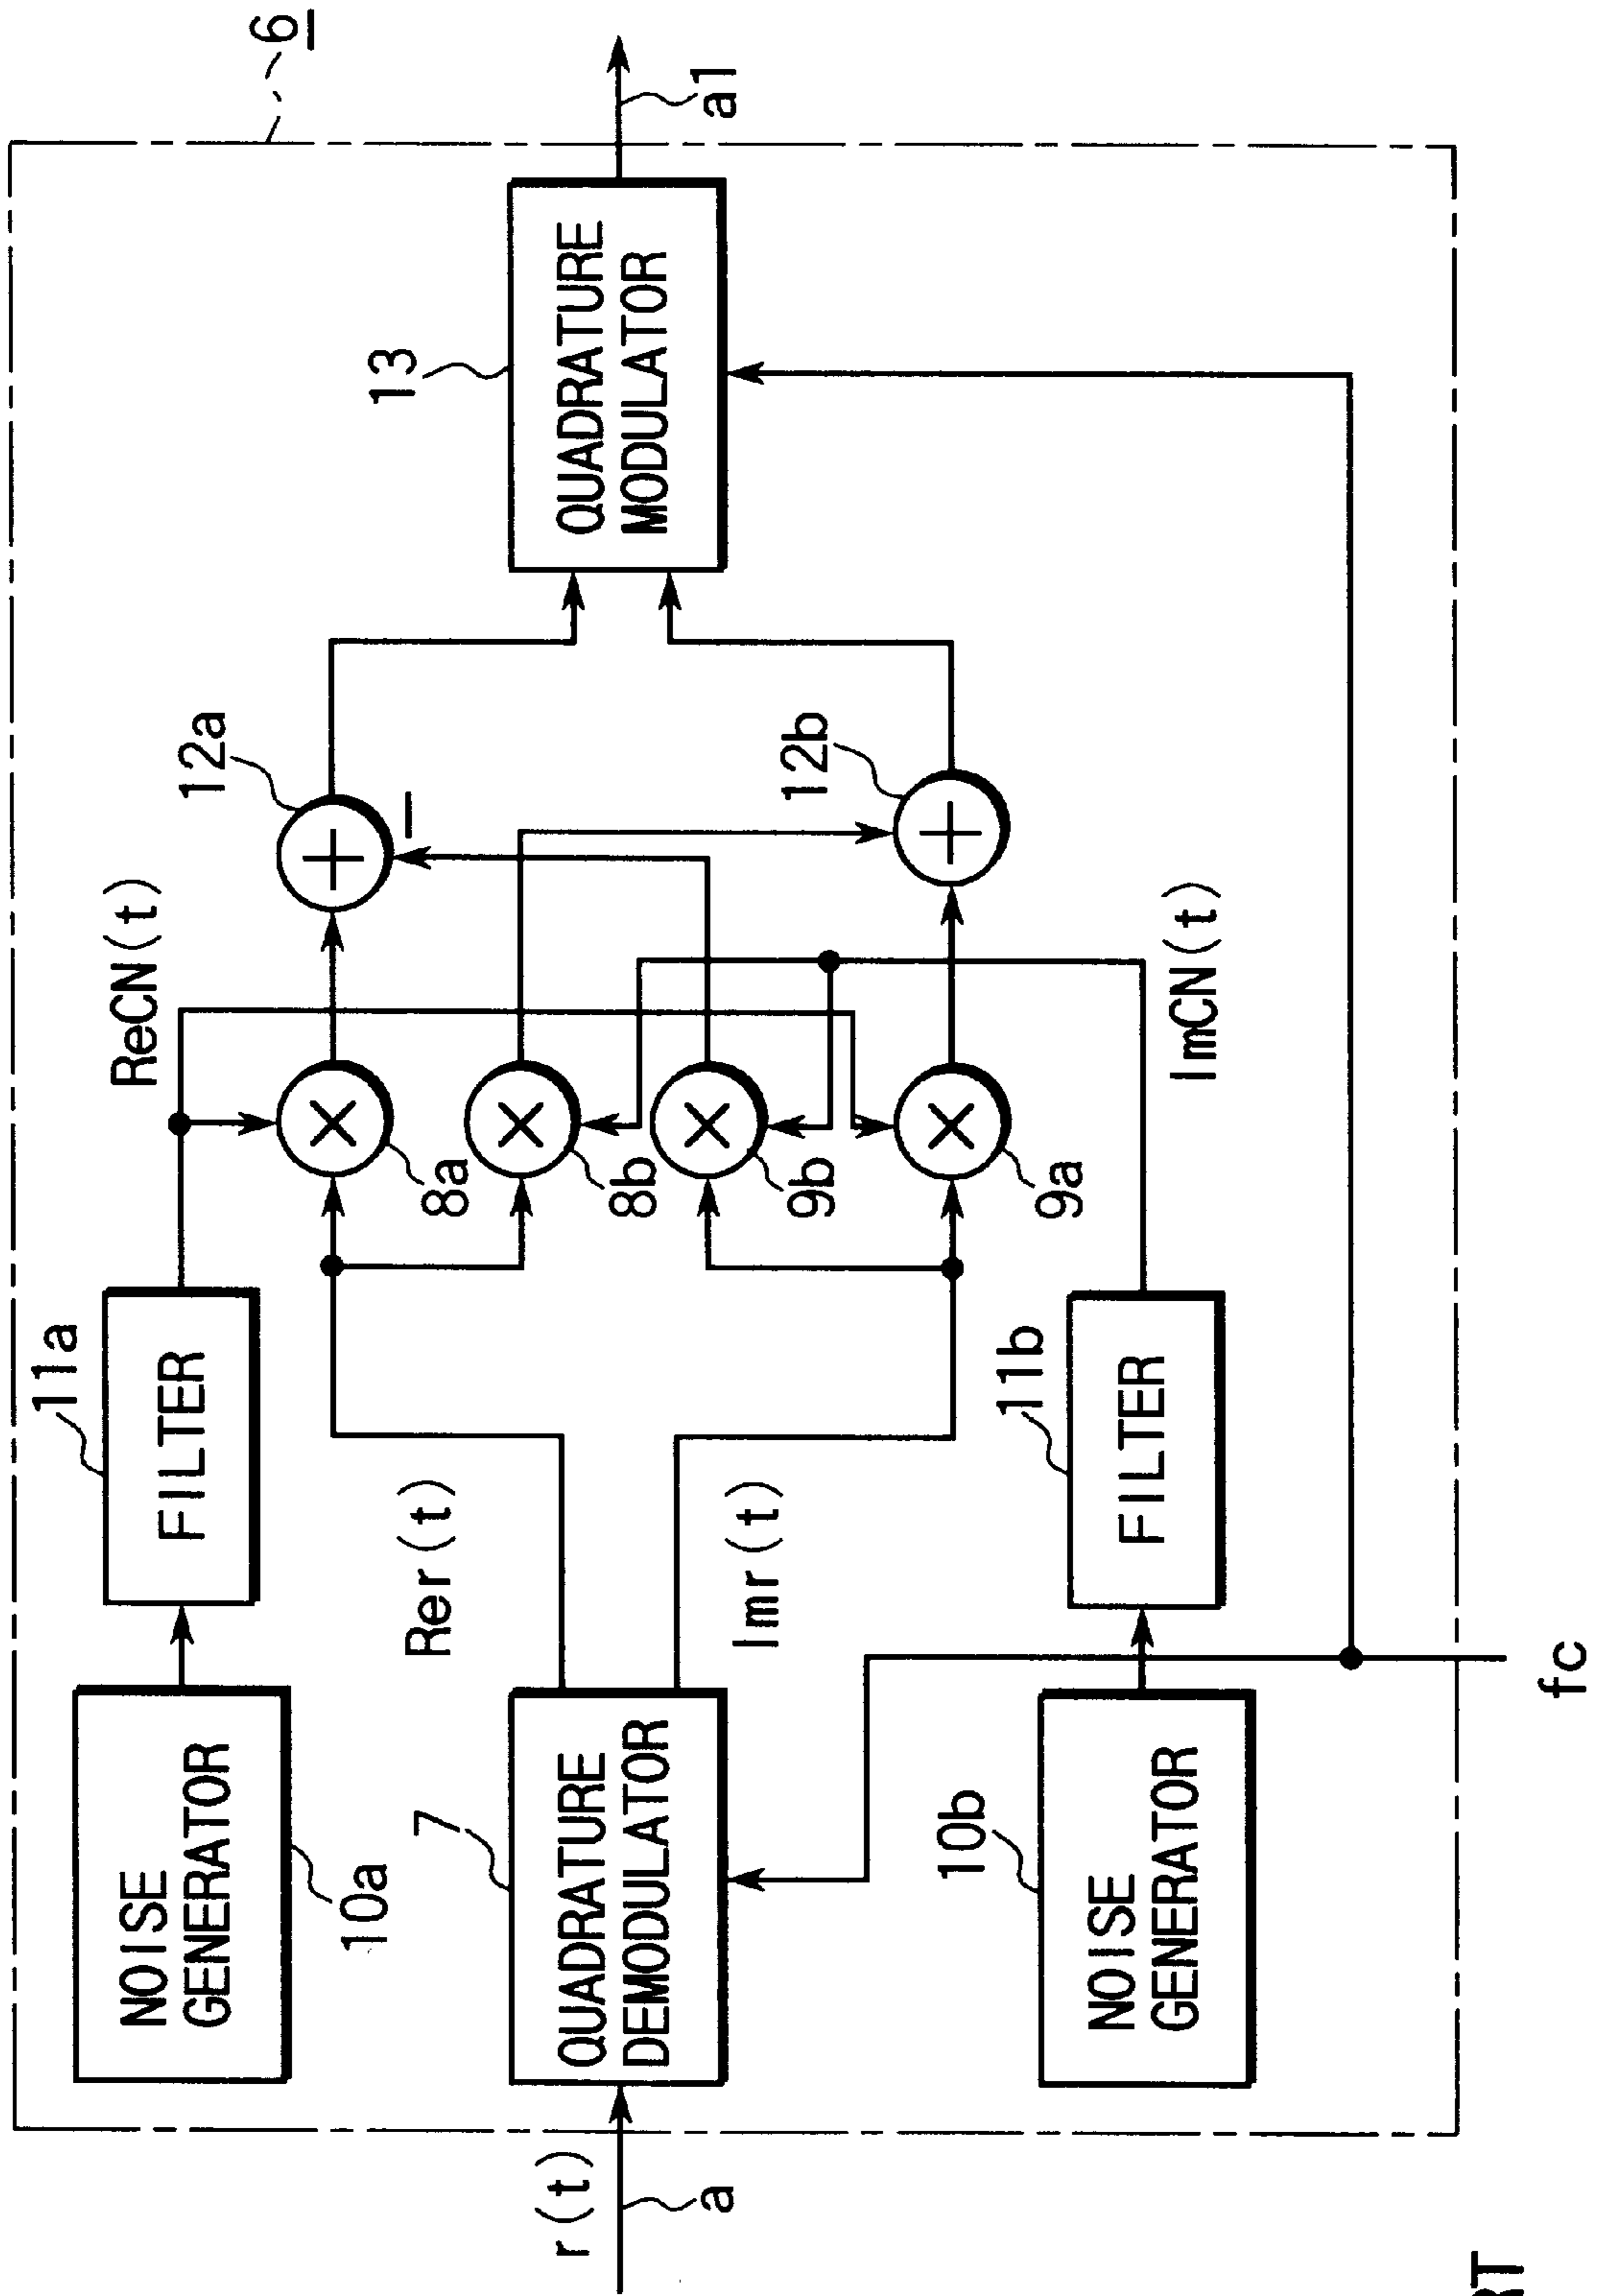 6
NOISE
GENERATOR
10a
11a
FILTER
ReCN(t)
12a
13
QUADRATURE
MODULATOR
a1
r(t)
a
7
QUADRATURE
DEMODULATOR
Rer(t)
Imr(t)
8a
8b
9b
9a
12b
10b
NOISE
GENERATOR
11b
FILTER
ImCN(t)
fc